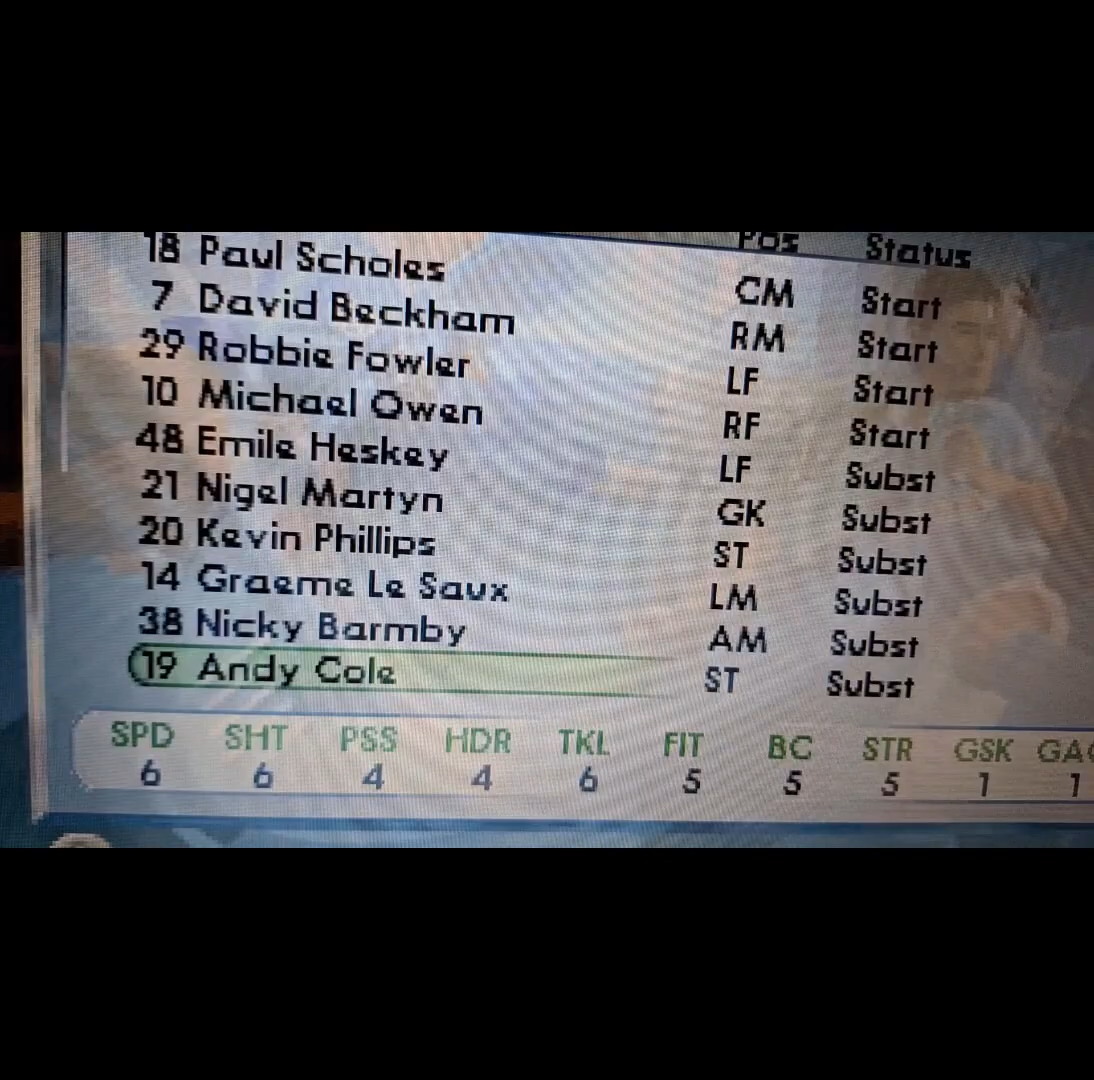 Pos Status
18 Paul Scholes CM Start
7 David Beckham RM Start
29 Robbie Fowler LF Start
10 Michael Owen RF Start
48 Emile Heskey LF Subst
21 Nigel Martyn GK Subst
20 Kevin Phillips ST Subst
14 Graeme Le Saux LM Subst
38 Nicky Barmby AM Subst
19 Andy Cole ST Subst
SPD SHT PSS HDR TKL FIT BC STR GSK
6 6 4 4 6 5 5 5 1 1